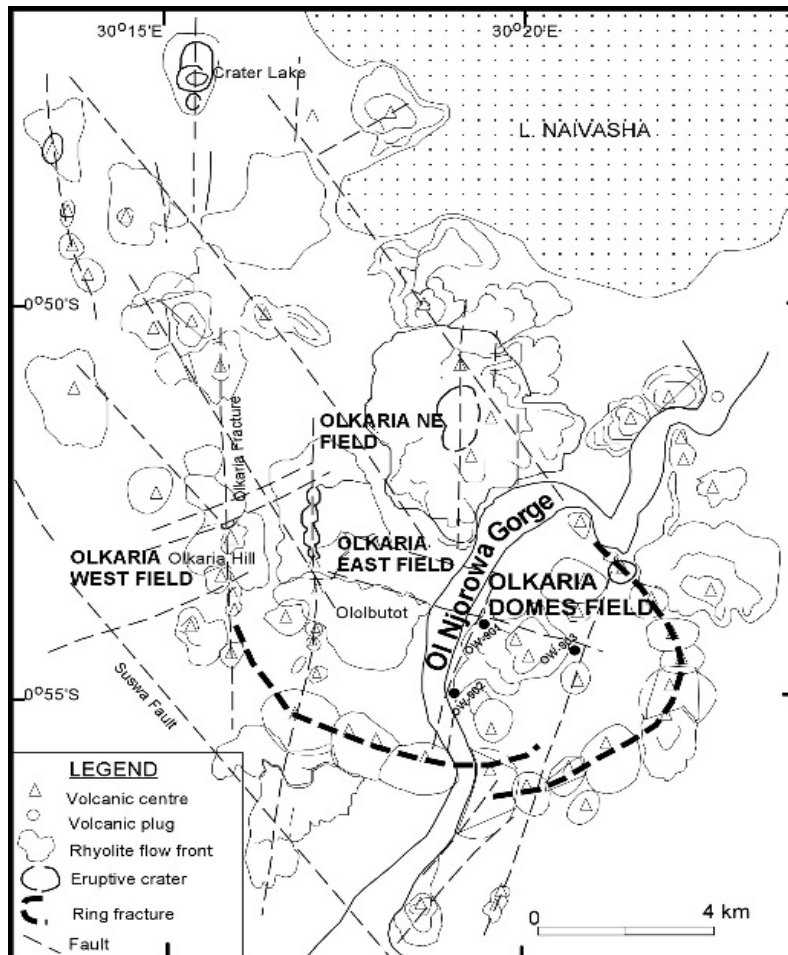 30°15'E
30°20'E
Crater Lake
L. NAIVASHA
0°50'S
Olkaria Fracture
OLKARIA NE
FIELD
OLKARIA
WEST FIELD
Olkaria Hill
OLKARIA
EAST FIELD
Ol Njorowa Gorge
OLKARIA
DOMES FIELD
Ololbutot
OW-904
OW-903
OW-902
Suswa Fault
0°55'S
LEGEND
Volcanic centre
Volcanic plug
Rhyolite flow front
Eruptive crater
Ring fracture
Fault
0
4 km